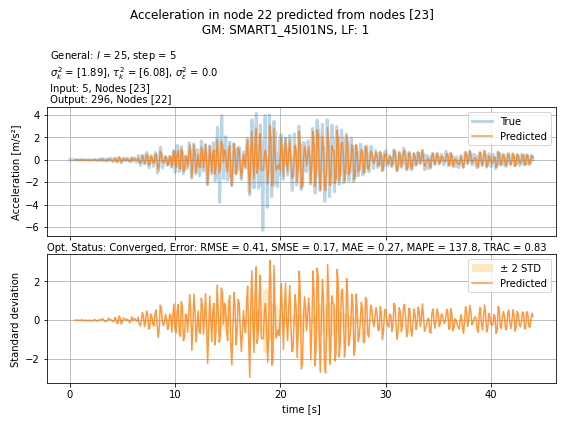 Acceleration in node 22 predicted from nodes [23]
GM: SMART1_45I01NS, LF: 1
General: l = 25, step = 5
σ²ₖ = [1.89], τ²ₖ = [6.08], σ²ε = 0.0
Input: 5, Nodes [23]
Output: 296, Nodes [22]
4
2
0
−2
−4
−6
Acceleration [m/s²]
True
Predicted
Opt. Status: Converged, Error: RMSE = 0.41, SMSE = 0.17, MAE = 0.27, MAPE = 137.8, TRAC = 0.83
2
0
−2
Standard deviation
± 2 STD
Predicted
0 10 20 30 40
time [s]